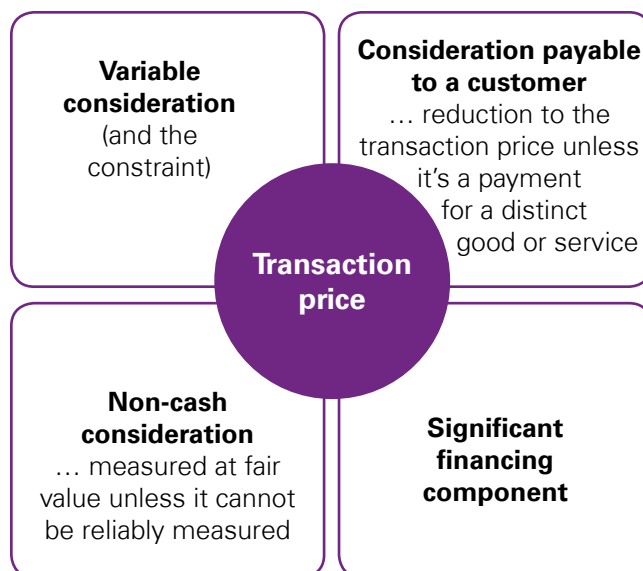 Variable
consideration
(and the
constraint)
Consideration payable
to a customer
… reduction to the
transaction price unless
it's a payment
for a distinct
good or service
Transaction
price
Non-cash
consideration
… measured at fair
value unless it cannot
be reliably measured
Significant
financing
component